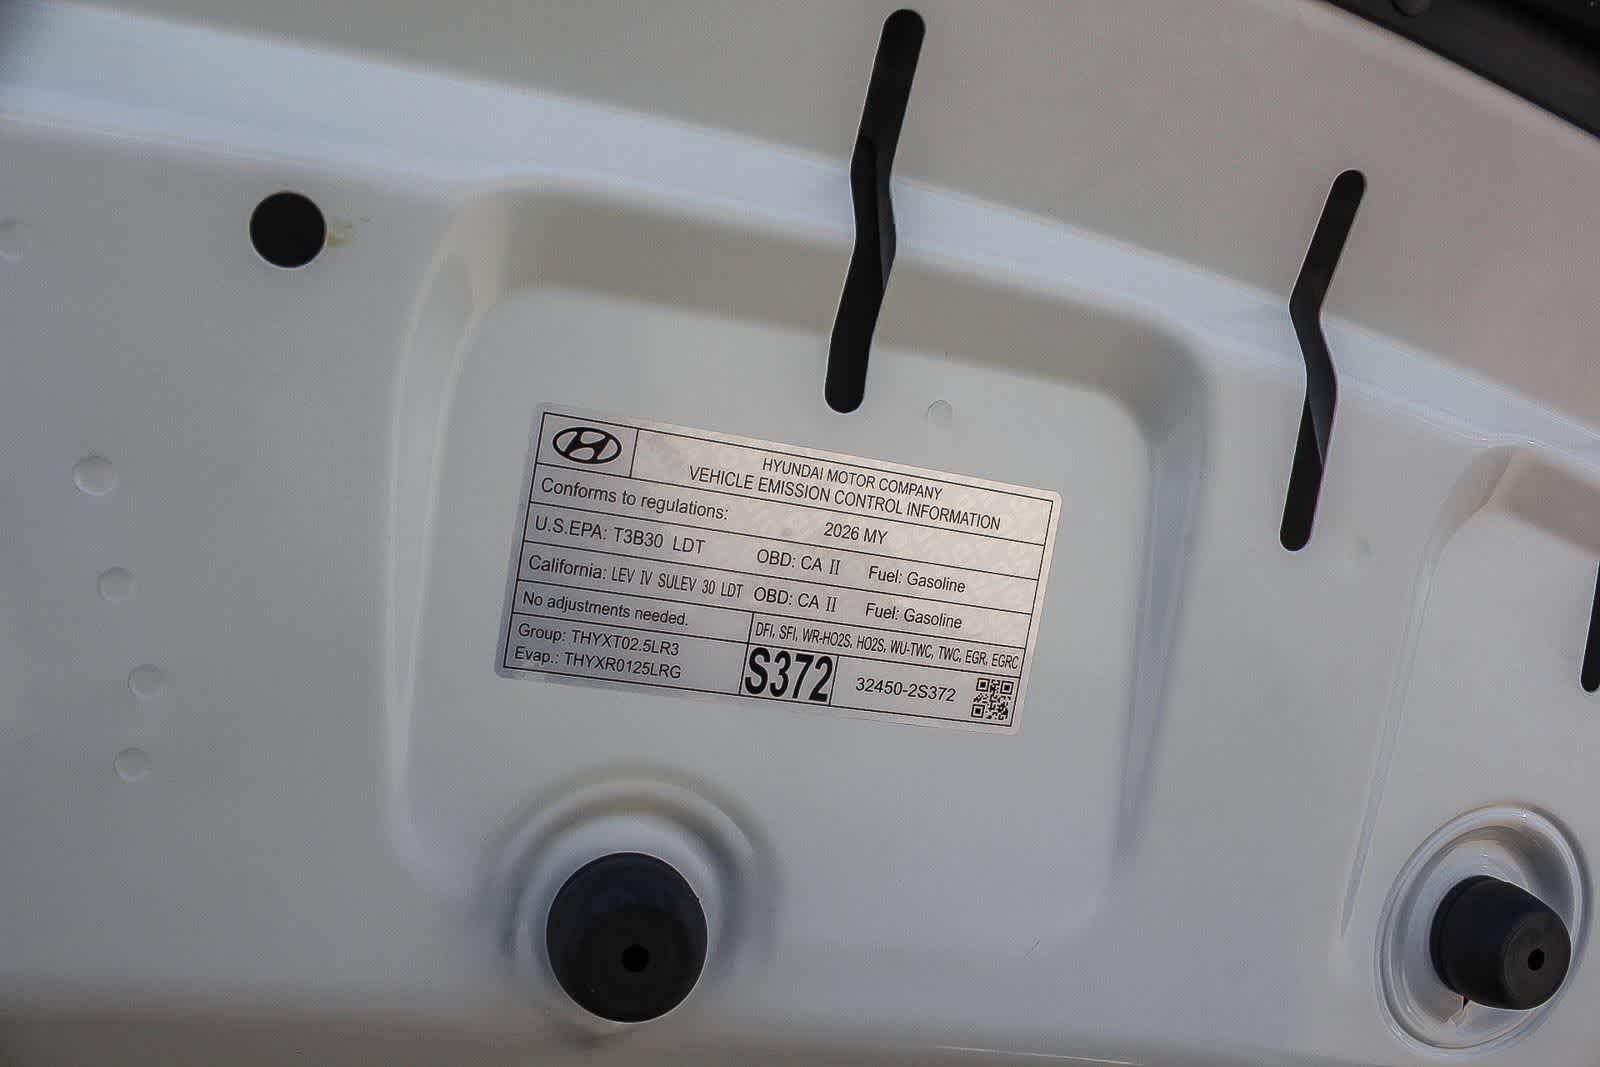 HYUNDAI MOTOR COMPANY
VEHICLE EMISSION CONTROL INFORMATION
Conforms to regulations: 2026 MY
U.S.EPA: T3B30 LDT OBD: CA II Fuel: Gasoline
California: LEV IV SULEV 30 LDT OBD: CA II Fuel: Gasoline
No adjustments needed.
DFI, SFI, WR-HO2S, HO2S, WU-TWC, TWC, EGR, EGRC
Group: THYXT02.5LR3
Evap.: THYXR0125LRG
S372
32450-2S372